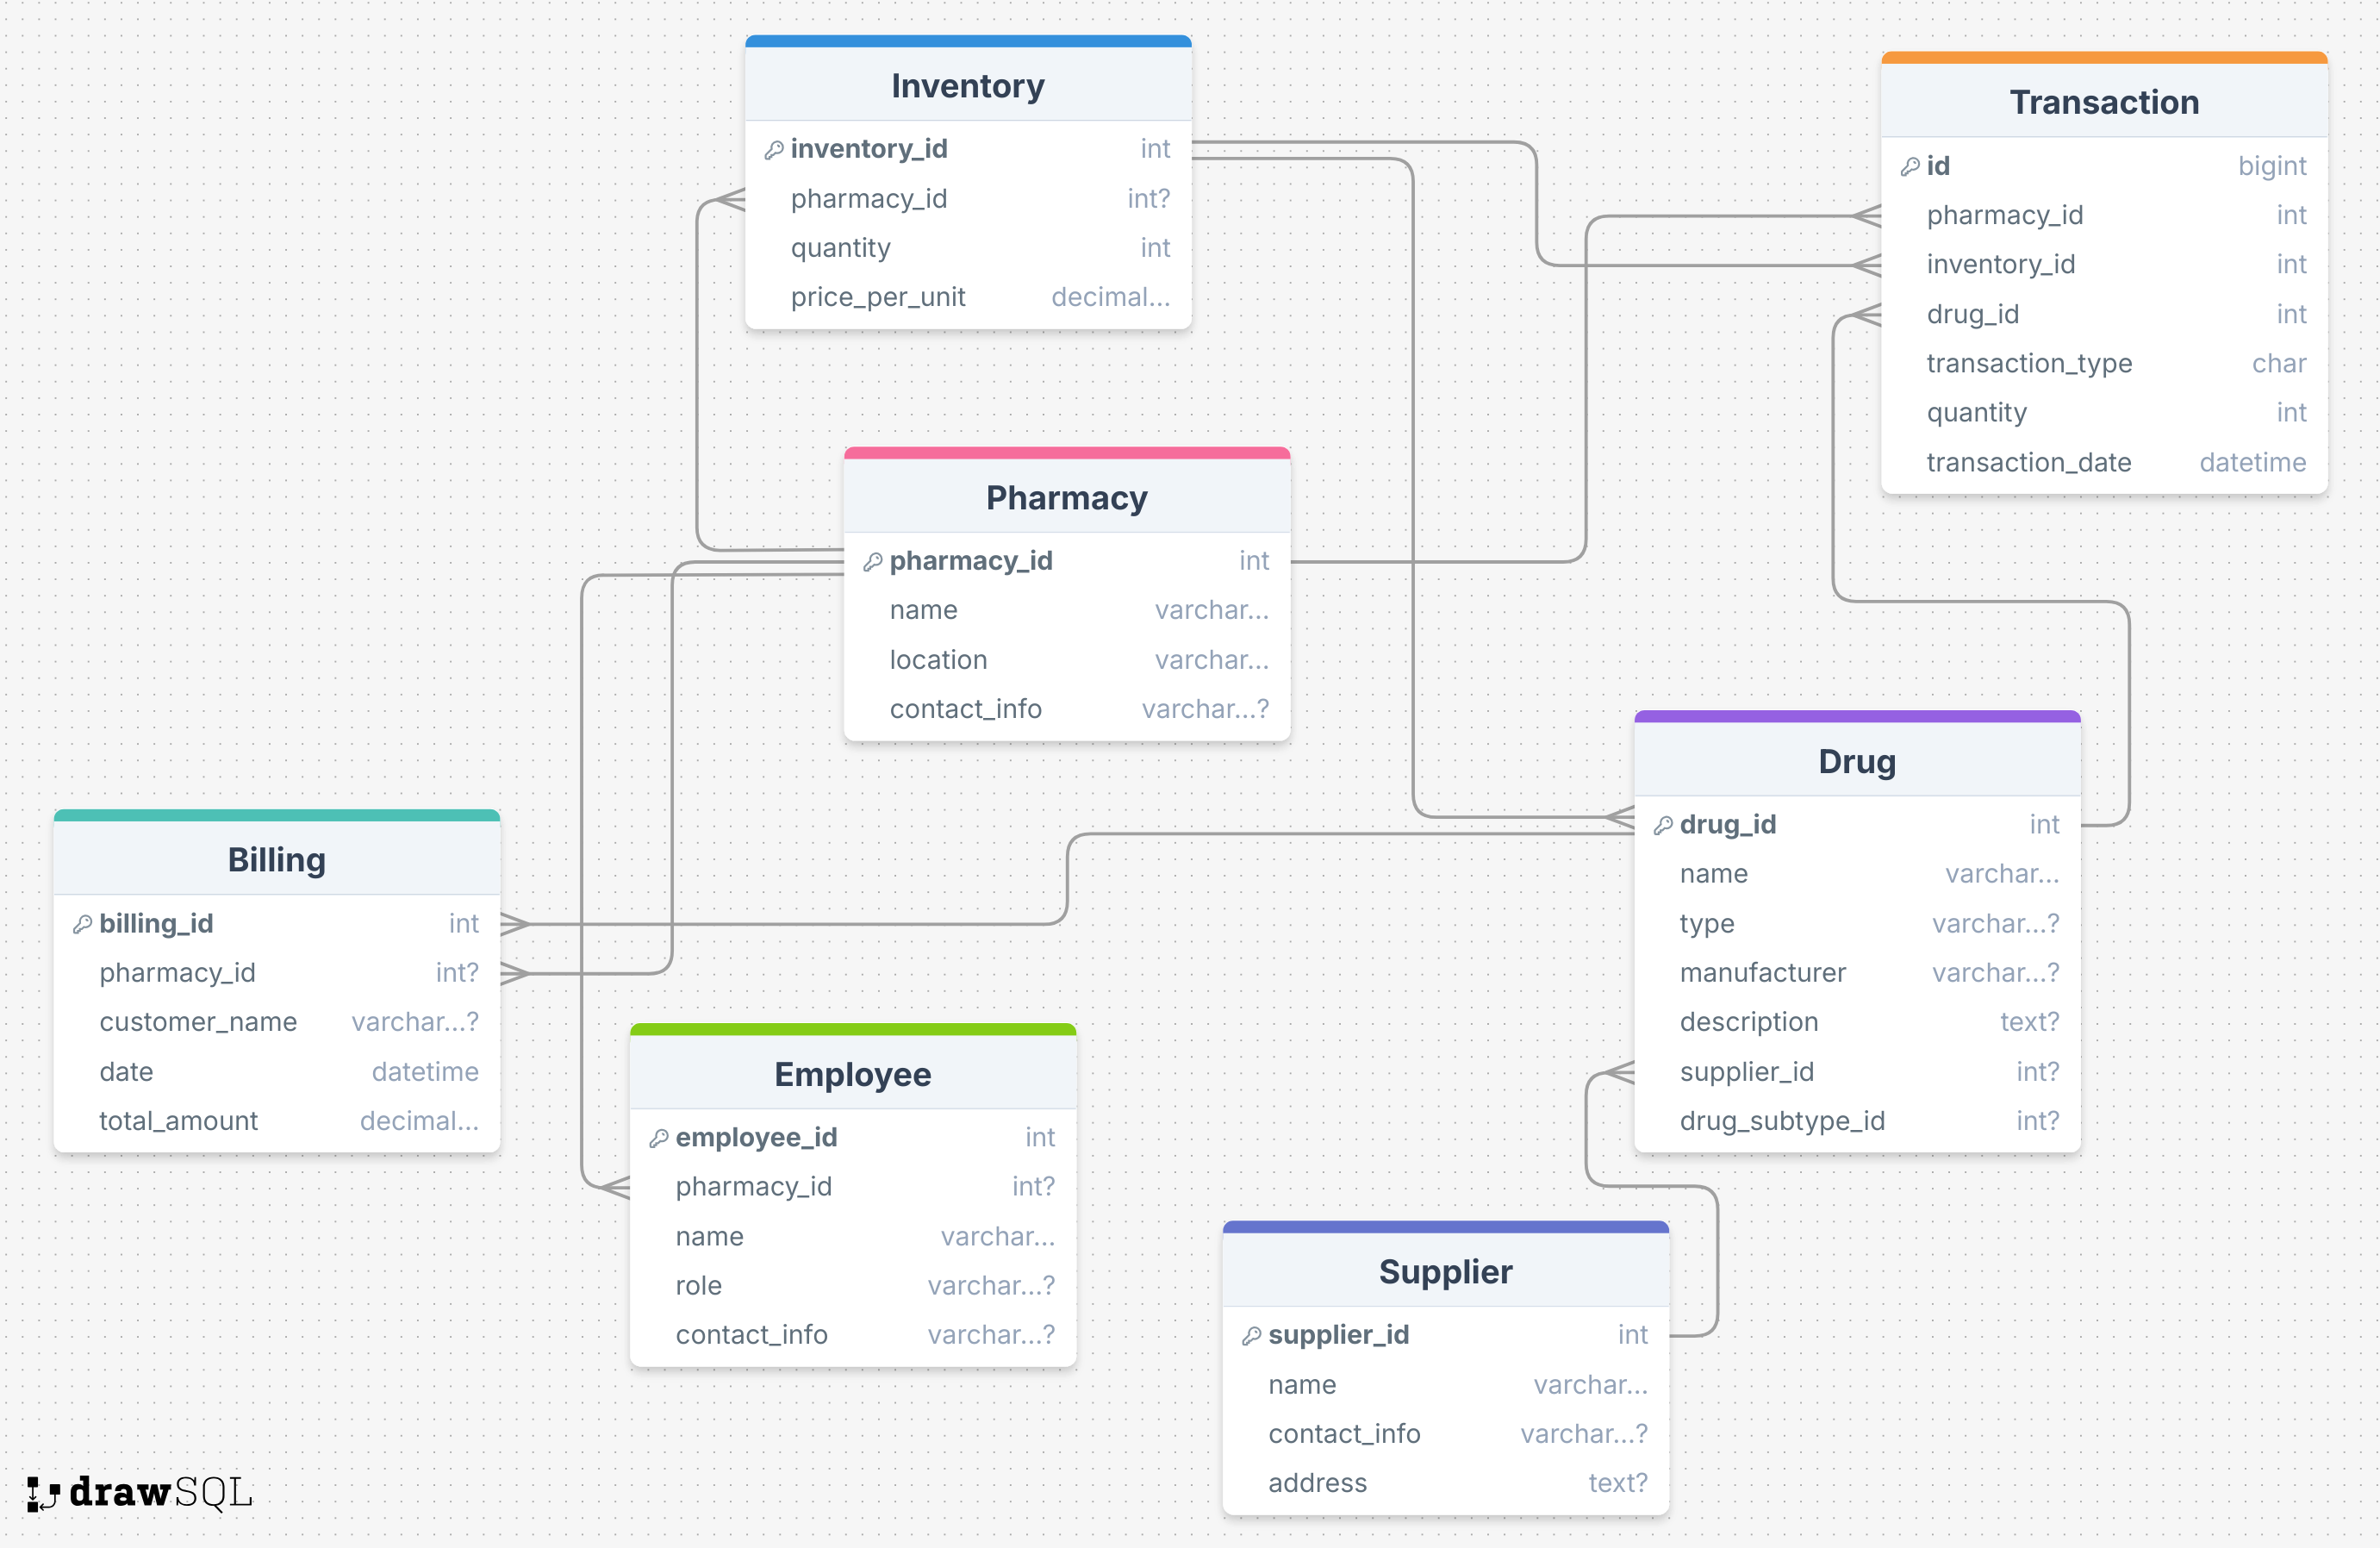 Inventory
inventory_id int
pharmacy_id int?
quantity int
price_per_unit decimal...
Transaction
id bigint
pharmacy_id int
inventory_id int
drug_id int
transaction_type char
quantity int
transaction_date datetime
Pharmacy
pharmacy_id int
name varchar...
location varchar...
contact_info varchar...?
Drug
drug_id int
name varchar...
type varchar...?
manufacturer varchar...?
description text?
supplier_id int?
drug_subtype_id int?
Billing
billing_id int
pharmacy_id int?
customer_name varchar...?
date datetime
total_amount decimal...
Employee
employee_id int
pharmacy_id int?
name varchar...
role varchar...?
contact_info varchar...?
Supplier
supplier_id int
name varchar...
contact_info varchar...?
address text?
drawSQL